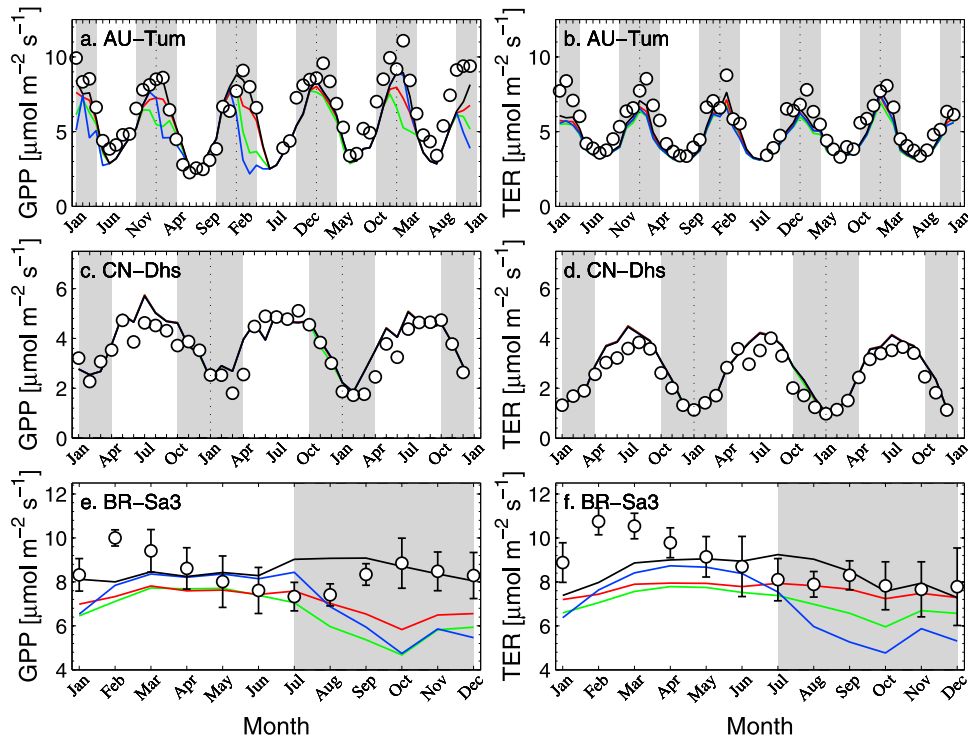 a. AU-Tum
GPP [μmol m−2 s−1]
10
5
0
Jan Jun Nov Apr Sep Feb Jul Dec May Oct Mar Aug Jan
b. AU-Tum
TER [μmol m−2 s−1]
10
5
0
Jan Jun Nov Apr Sep Feb Jul Dec May Oct Mar Aug Jan
c. CN-Dhs
GPP [μmol m−2 s−1]
6
4
2
0
Jan Apr Jul Oct Jan Apr Jul Oct Jan Apr Jul Oct Jan
d. CN-Dhs
TER [μmol m−2 s−1]
6
4
2
0
Jan Apr Jul Oct Jan Apr Jul Oct Jan Apr Jul Oct Jan
e. BR-Sa3
GPP [μmol m−2 s−1]
12
10
8
6
4
Jan Feb Mar Apr May Jun Jul Aug Sep Oct Nov Dec
Month
f. BR-Sa3
TER [μmol m−2 s−1]
12
10
8
6
4
Jan Feb Mar Apr May Jun Jul Aug Sep Oct Nov Dec
Month